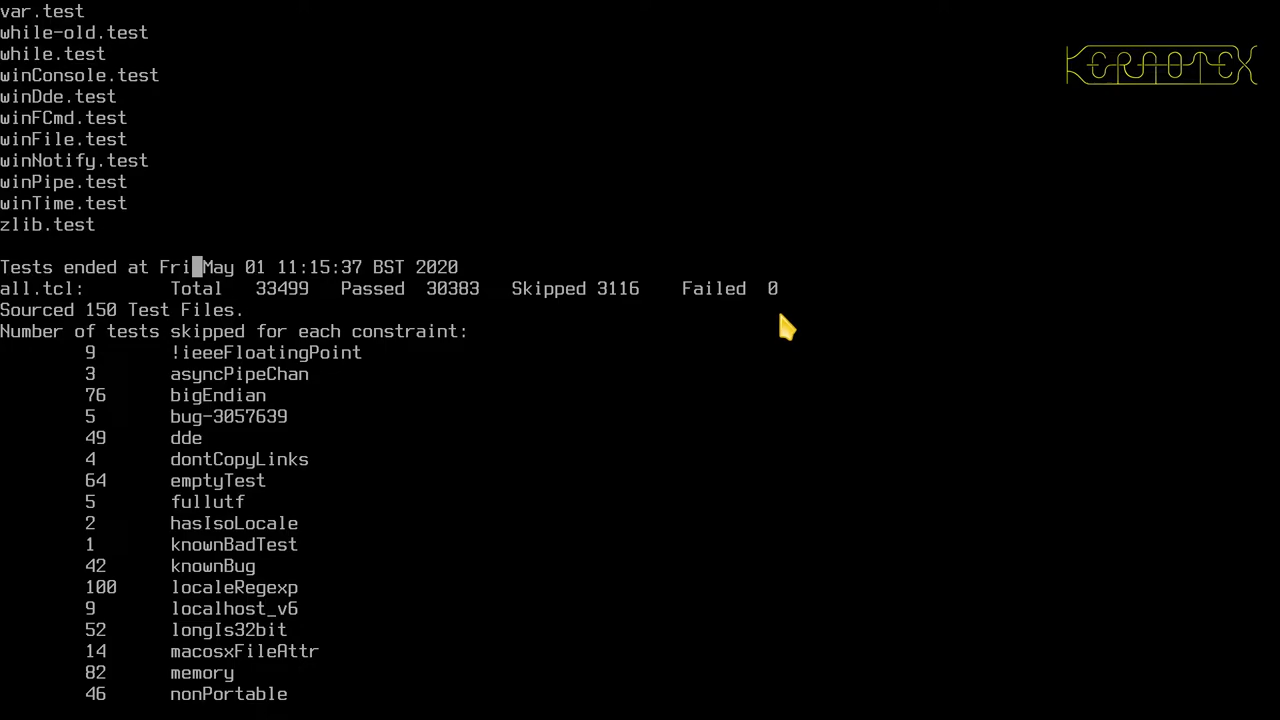 var.test
KERNOTEX
while-old.test
while.test
winConsole.test
winDde.test
winFCmd.test
winFile.test
winNotify.test
winPipe.test
winTime.test
zlib.test
Tests ended at Fri May 01 11:15:37 BST 2020
all.tcl: Total 33499 Passed 30383 Skipped 3116 Failed 0
Sourced 150 Test Files.
Number of tests skipped for each constraint:
9 !ieeeFloatingPoint
3 asyncPipeChan
76 bigEndian
5 bug-3057639
49 dde
4 dontCopyLinks
64 emptyTest
5 fullutf
2 hasIsoLocale
1 knownBadTest
42 knownBug
100 localeRegexp
9 localhost_v6
52 longIs32bit
14 macosxFileAttr
82 memory
46 nonPortable